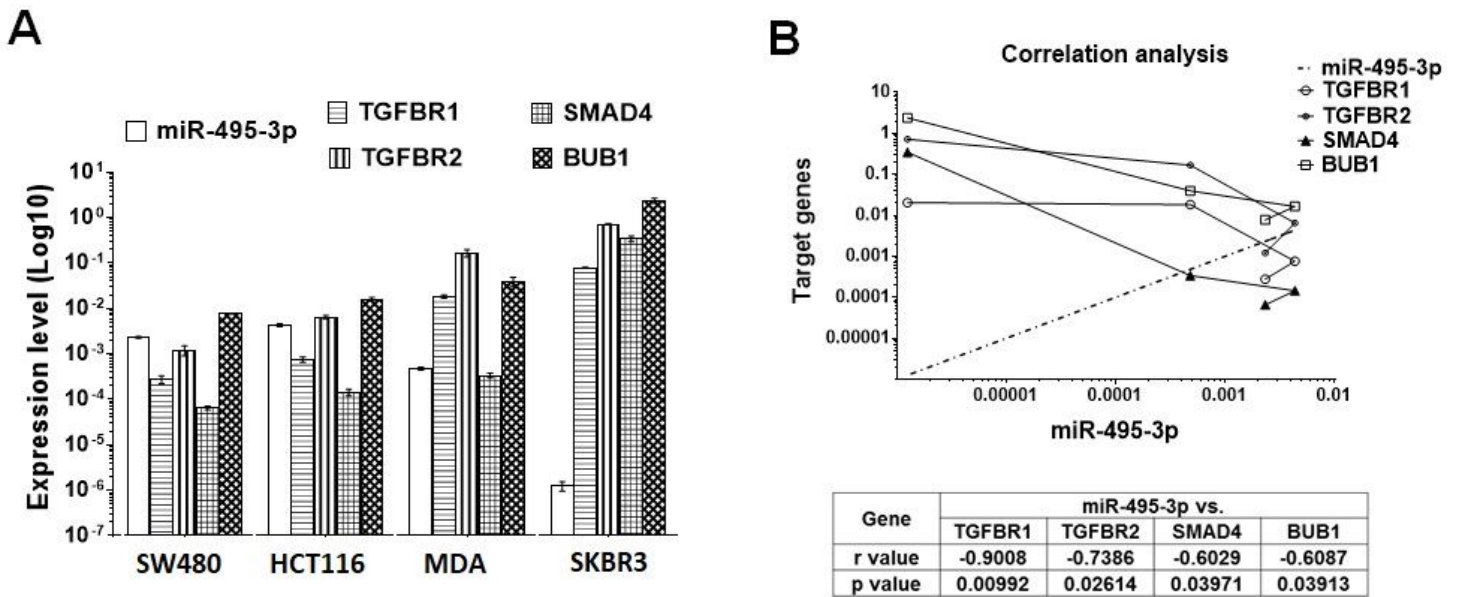 A
miR-495-3p
TGFBR1
SMAD4
TGFBR2
BUB1
Expression level (Log10)
10¹
10⁰
10⁻¹
10⁻²
10⁻³
10⁻⁴
10⁻⁵
10⁻⁶
10⁻⁷
SW480 HCT116 MDA SKBR3
B
Correlation analysis
miR-495-3p
TGFBR1
TGFBR2
SMAD4
BUB1
Target genes
10
1
0.1
0.01
0.001
0.0001
0.00001
0.00001 0.0001 0.001 0.01
miR-495-3p
Gene miR-495-3p vs.
TGFBR1 TGFBR2 SMAD4 BUB1
r value -0.9008 -0.7386 -0.6029 -0.6087
p value 0.00992 0.02614 0.03971 0.03913